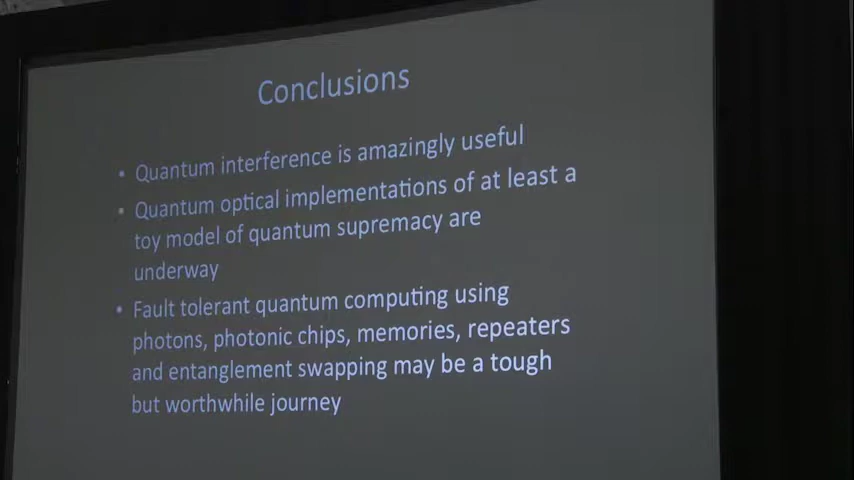 Conclusions
• Quantum interference is amazingly useful
• Quantum optical implementations of at least a
toy model of quantum supremacy are
underway
• Fault tolerant quantum computing using
photons, photonic chips, memories, repeaters
and entanglement swapping may be a tough
but worthwhile journey